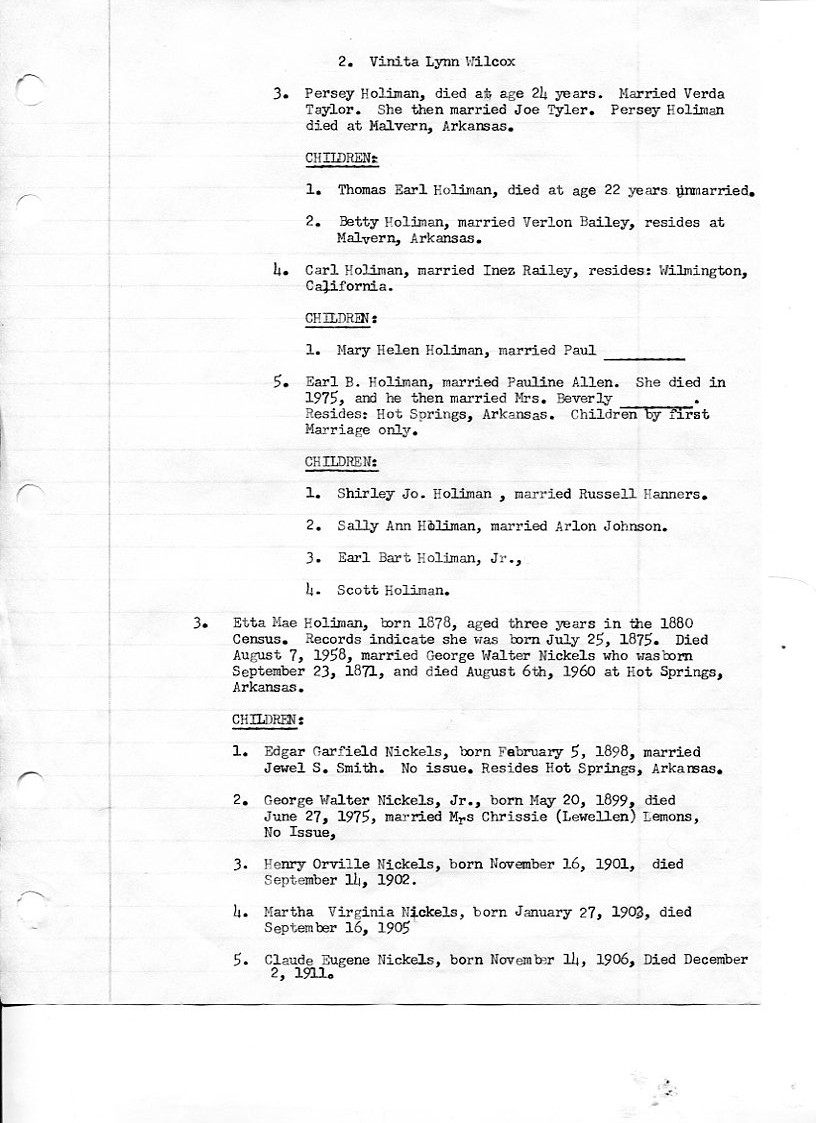 2. Vinita Lynn Wilcox
3. Persey Holiman, died at age 24 years. Married Verda
Taylor. She then married Joe Tyler. Persey Holiman
died at Malvern, Arkansas.
CHILDREN:
1. Thomas Earl Holiman, died at age 22 years unmarried.
2. Betty Holiman, married Verlon Bailey, resides at
Malvern, Arkansas.
4. Carl Holiman, married Inez Railey, resides: Wilmington,
California.
CHILDREN:
1. Mary Helen Holiman, married Paul __________
5. Earl B. Holiman, married Pauline Allen. She died in
1975, and he then married Mrs. Beverly _________.
Resides: Hot Springs, Arkansas. Children by first
Marriage only.
CHILDREN:
1. Shirley Jo. Holiman , married Russell Hanners.
2. Sally Ann Holiman, married Arlon Johnson.
3. Earl Bart Holiman, Jr.,
4. Scott Holiman.
3. Etta Mae Holiman, born 1878, aged three years in the 1880
Census. Records indicate she was born July 25, 1875. Died
August 7, 1958, married George Walter Nickels who wasborn
September 23, 1871, and died August 6th, 1960 at Hot Springs,
Arkansas.
CHILDREN:
1. Edgar Garfield Nickels, born February 5, 1898, married
Jewel S. Smith. No issue. Resides Hot Springs, Arkansas.
2. George Walter Nickels, Jr., born May 20, 1899, died
June 27, 1975, married Mrs Chrissie (Lewellen) Lemons,
No Issue,
3. Henry Orville Nickels, born November 16, 1901, died
September 14, 1902.
4. Martha Virginia Nickels, born January 27, 1903, died
September 16, 1905
5. Claude Eugene Nickels, born November 14, 1906, Died December
2, 1911.